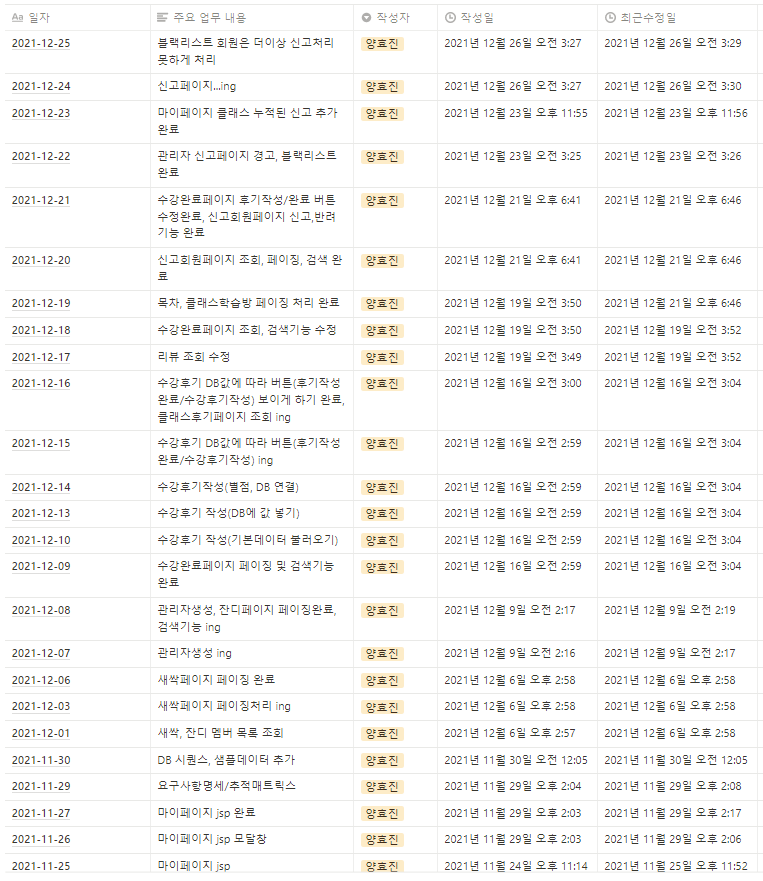 Aa 일자 주요 업무 내용 작성자 작성일 최근수정일
2021-12-25 블랙리스트 회원은 더이상 신고처리 양효진 2021년 12월 26일 오전 3:27 2021년 12월 26일 오전 3:29
못하게 처리
2021-12-24 신고페이지...ing 양효진 2021년 12월 26일 오전 3:27 2021년 12월 26일 오전 3:30
2021-12-23 마이페이지 클래스 누적된 신고 추가 양효진 2021년 12월 23일 오후 11:55 2021년 12월 23일 오후 11:56
완료
2021-12-22 관리자 신고페이지 경고, 블랙리스트 양효진 2021년 12월 23일 오전 3:25 2021년 12월 23일 오전 3:26
완료
2021-12-21 수강완료페이지 후기작성/완료 버튼 양효진 2021년 12월 21일 오후 6:41 2021년 12월 21일 오후 6:46
수정완료, 신고회원페이지 신고,반려
기능 완료
2021-12-20 신고회원페이지 조회, 페이징, 검색 완 양효진 2021년 12월 21일 오후 6:41 2021년 12월 21일 오후 6:46
료
2021-12-19 목차, 클래스학습방 페이징 처리 완료 양효진 2021년 12월 19일 오후 3:50 2021년 12월 21일 오후 6:46
2021-12-18 수강완료페이지 조회, 검색기능 수정 양효진 2021년 12월 19일 오후 3:50 2021년 12월 19일 오후 3:52
2021-12-17 리뷰 조회 수정 양효진 2021년 12월 19일 오후 3:49 2021년 12월 19일 오후 3:52
2021-12-16 수강후기 DB값에 따라 버튼(후기작성 양효진 2021년 12월 16일 오전 3:00 2021년 12월 16일 오전 3:04
완료/수강후기작성) 보이게 하기 완료,
클래스후기페이지 조회 ing
2021-12-15 수강후기 DB값에 따라 버튼(후기작성 양효진 2021년 12월 16일 오전 2:59 2021년 12월 16일 오전 3:04
완료/수강후기작성) ing
2021-12-14 수강후기작성(별점, DB 연결) 양효진 2021년 12월 16일 오전 2:59 2021년 12월 16일 오전 3:04
2021-12-13 수강후기 작성(DB에 값 넣기) 양효진 2021년 12월 16일 오전 2:59 2021년 12월 16일 오전 3:04
2021-12-10 수강후기 작성(기본데이터 불러오기) 양효진 2021년 12월 16일 오전 2:59 2021년 12월 16일 오전 3:04
2021-12-09 수강완료페이지 페이징 및 검색기능 양효진 2021년 12월 16일 오전 2:59 2021년 12월 16일 오전 3:04
완료
2021-12-08 관리자생성, 잔디페이지 페이징완료, 양효진 2021년 12월 9일 오전 2:17 2021년 12월 9일 오전 2:19
검색기능 ing
2021-12-07 관리자생성 ing 양효진 2021년 12월 9일 오전 2:16 2021년 12월 9일 오전 2:17
2021-12-06 새싹페이지 페이징 완료 양효진 2021년 12월 6일 오후 2:58 2021년 12월 6일 오후 2:58
2021-12-03 새싹페이지 페이징처리 ing 양효진 2021년 12월 6일 오후 2:58 2021년 12월 6일 오후 2:58
2021-12-01 새싹, 잔디 멤버 목록 조회 양효진 2021년 12월 6일 오후 2:57 2021년 12월 6일 오후 2:58
2021-11-30 DB 시퀀스, 샘플데이터 추가 양효진 2021년 11월 30일 오전 12:05 2021년 11월 30일 오전 12:05
2021-11-29 요구사항명세/추적매트릭스 양효진 2021년 11월 29일 오후 2:04 2021년 11월 29일 오후 2:08
2021-11-27 마이페이지 jsp 완료 양효진 2021년 11월 29일 오후 2:03 2021년 11월 29일 오후 2:17
2021-11-26 마이페이지 jsp 모달창 양효진 2021년 11월 29일 오후 2:03 2021년 11월 29일 오후 2:06
2021-11-25 마이페이지 jsp 양효진 2021년 11월 24일 오후 11:14 2021년 11월 25일 오후 11:52